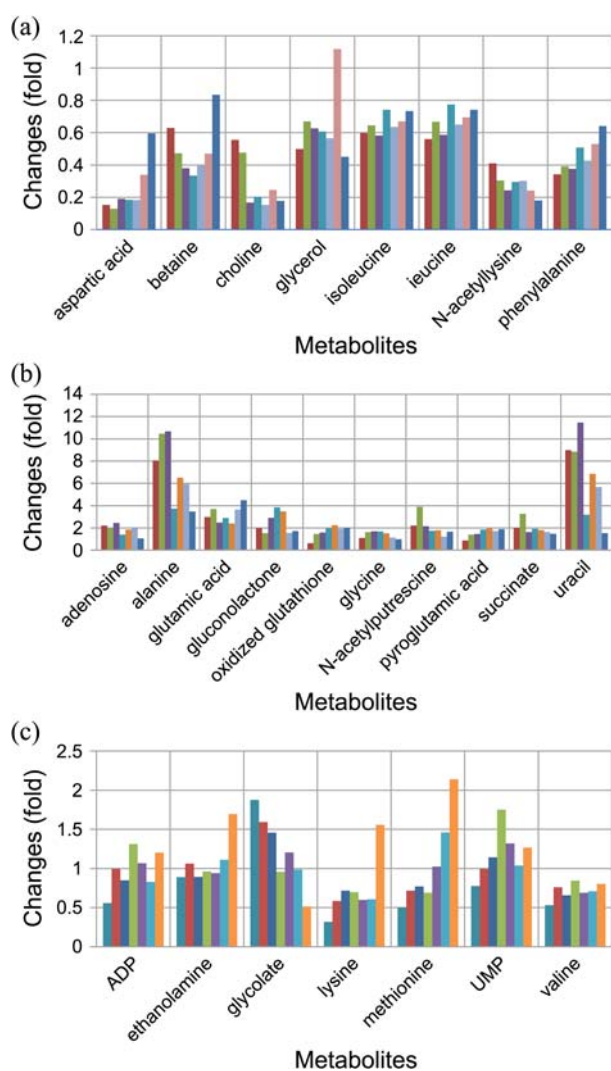 (a)
1.2
1
0.8
0.6
0.4
0.2
0
Changes (fold)
aspartic acid
betaine
choline
glycerol
isoleucine
ieucine
N-acetyllysine
phenylalanine
Metabolites
(b)
14
12
10
8
6
4
2
0
Changes (fold)
adenosine
alanine
glutamic acid
gluconolactone
oxidized glutathione
glycine
N-acetylputrescine
pyroglutamic acid
succinate
uracil
Metabolites
(c)
2.5
2
1.5
1
0.5
0
Changes (fold)
ADP
ethanolamine
glycolate
lysine
methionine
UMP
valine
Metabolites